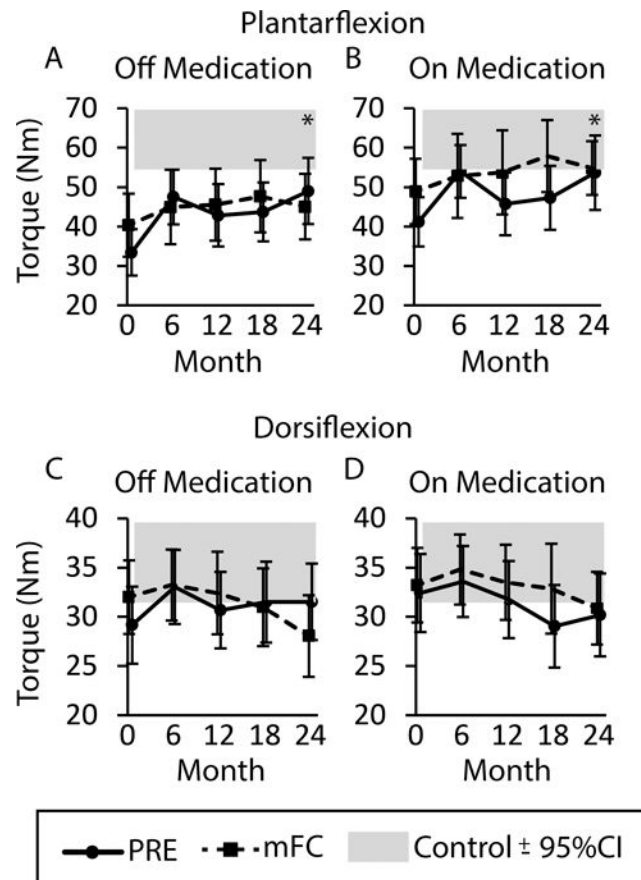 Plantarflexion
A Off Medication B On Medication
70 70
* *
60 60
50 50
40 40
30 30
20 20
Torque (Nm)
0 6 12 18 24 0 6 12 18 24
Month Month
Dorsiflexion
C Off Medication D On Medication
40 40
35 35
30 30
25 25
20 20
Torque (Nm)
0 6 12 18 24 0 6 12 18 24
Month Month
PRE mFC Control ± 95%CI